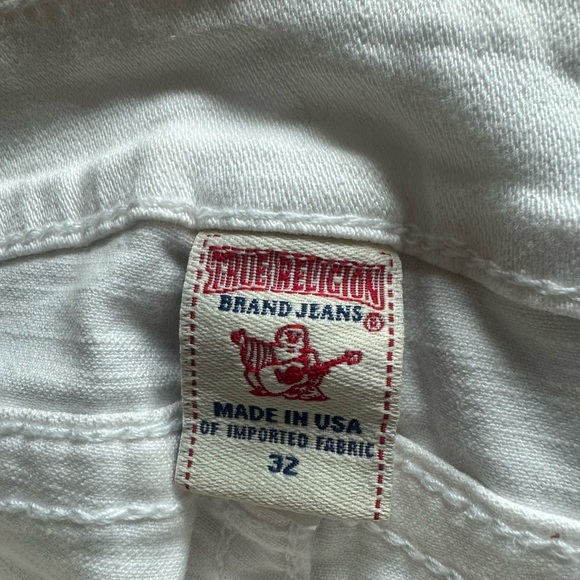 TRUE RELIGION
BRAND JEANS ®
MADE IN USA
OF IMPORTED FABRIC
32